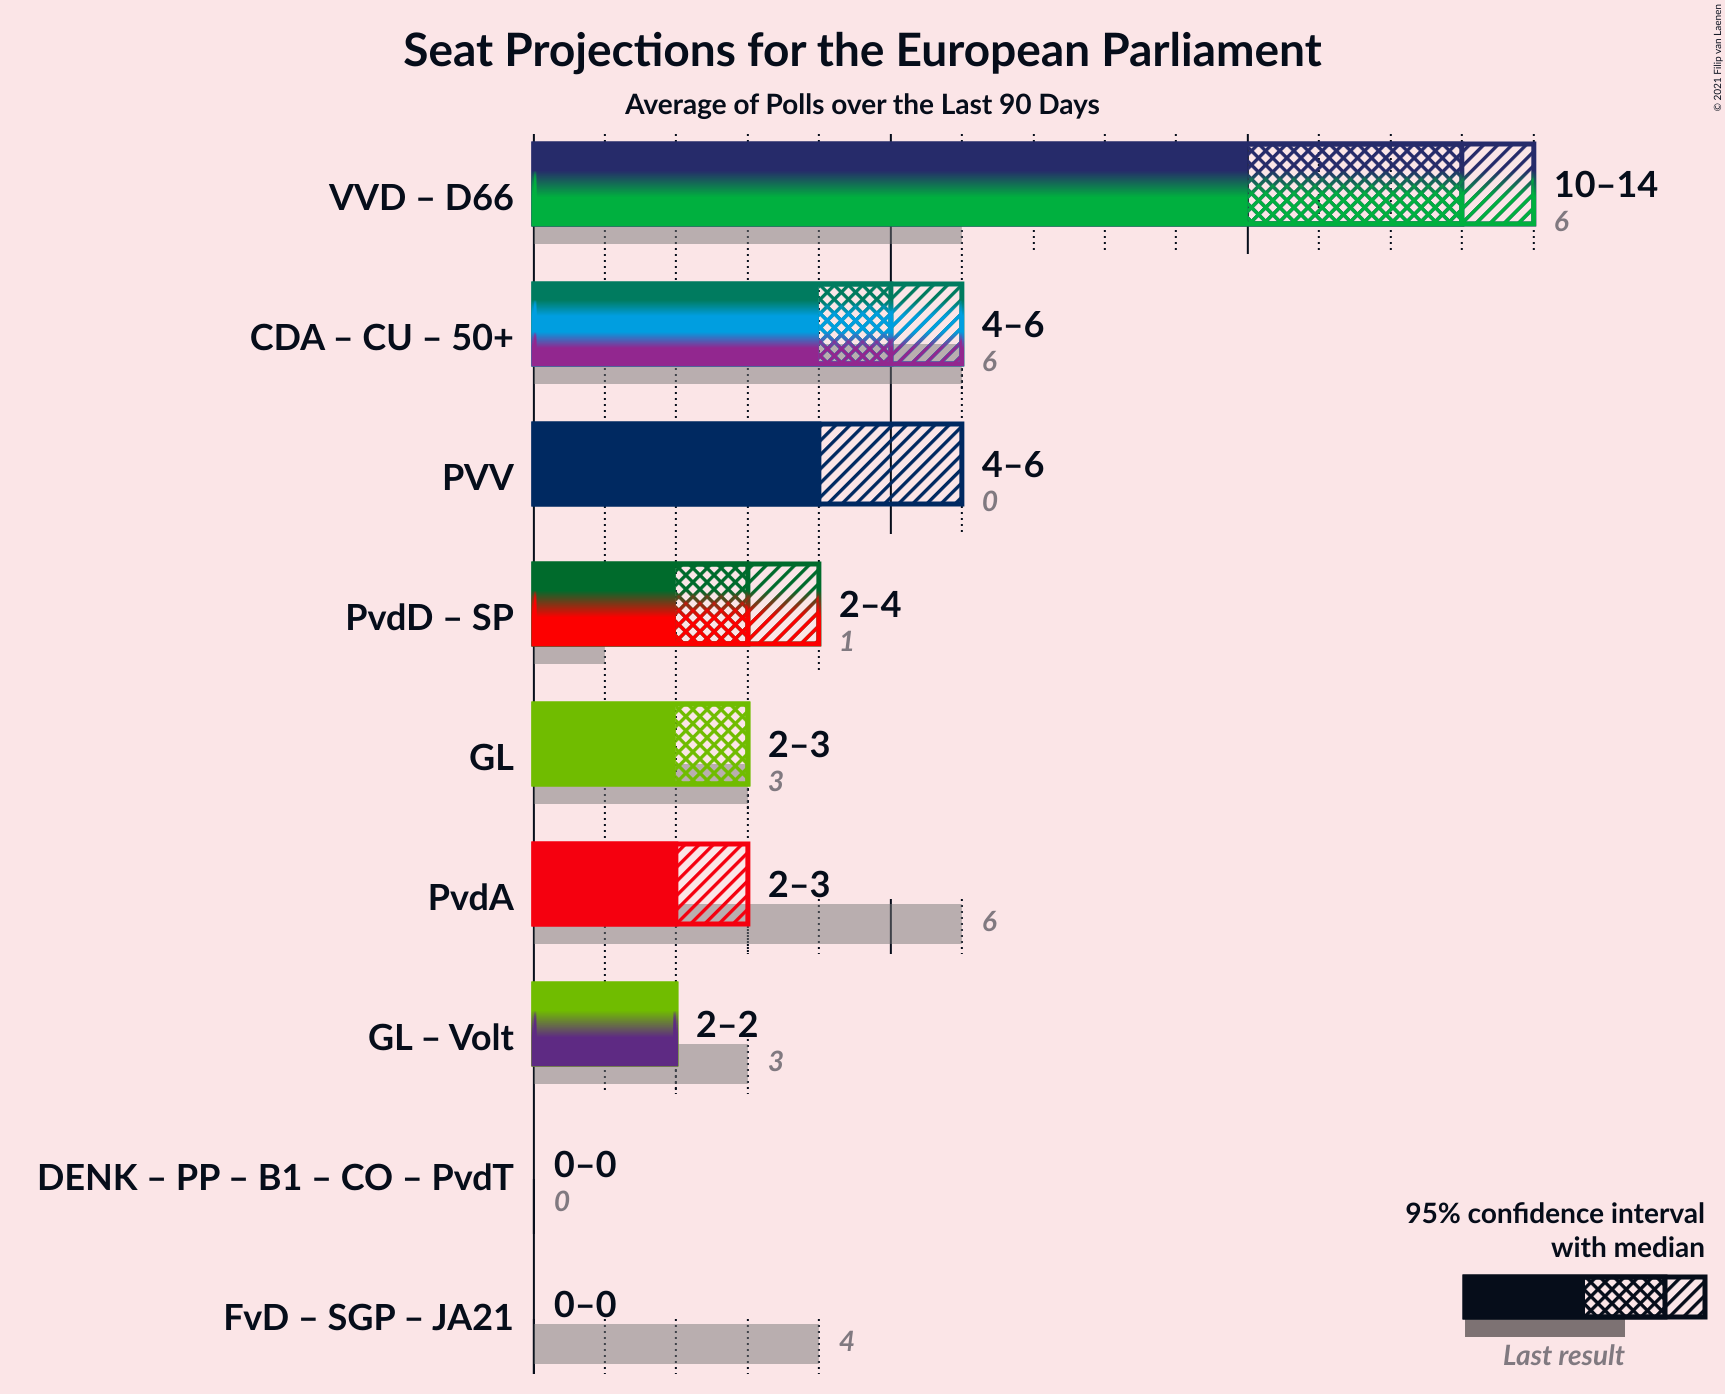 Seat Projections for the European Parliament
Average of Polls over the Last 90 Days
© 2021 Filip van Laenen
VVD – D66
10–14
6
CDA – CU – 50+
4–6
6
PVV
4–6
0
PvdD – SP
2–4
1
GL
2–3
3
PvdA
2–3
6
GL – Volt
2–2
3
DENK – PP – B1 – CO – PvdT
0–0
0
FvD – SGP – JA21
0–0
4
95% confidence interval
with median
Last result